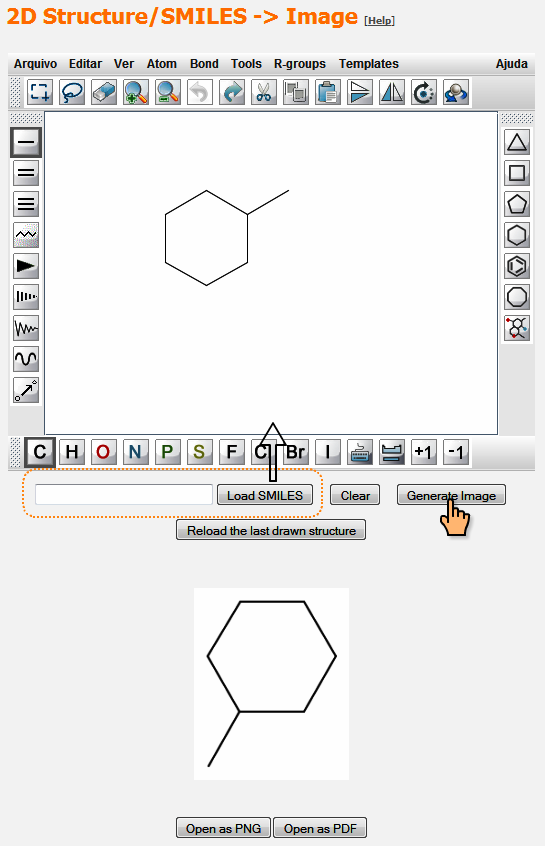 2D Structure/SMILES -> Image [Help]
Arquivo Editar Ver Atom Bond Tools R-groups Templates Ajuda
C H O N P S F Cl Br I +1 -1
Load SMILES Clear Generate Image
Reload the last drawn structure
Open as PNG Open as PDF